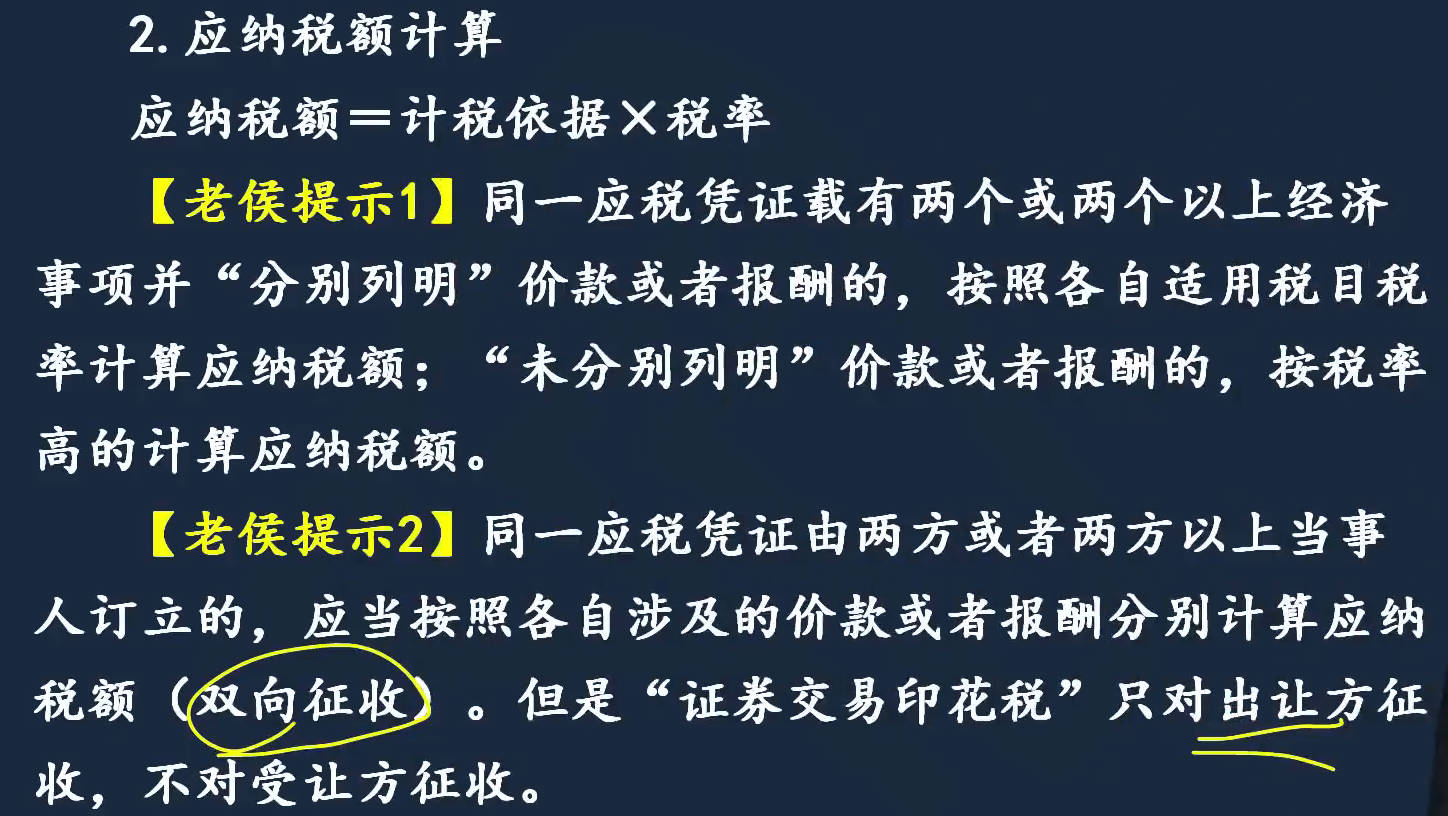 2. 应纳税额计算
应纳税额＝计税依据×税率
【老侯提示1】同一应税凭证载有两个或两个以上经济
事项并“分别列明”价款或者报酬的，按照各自适用税目税
率计算应纳税额；“未分别列明”价款或者报酬的，按税率
高的计算应纳税额。
【老侯提示2】同一应税凭证由两方或者两方以上当事
人订立的，应当按照各自涉及的价款或者报酬分别计算应纳
税额（双向征收）。但是“证券交易印花税”只对出让方征
收，不对受让方征收。